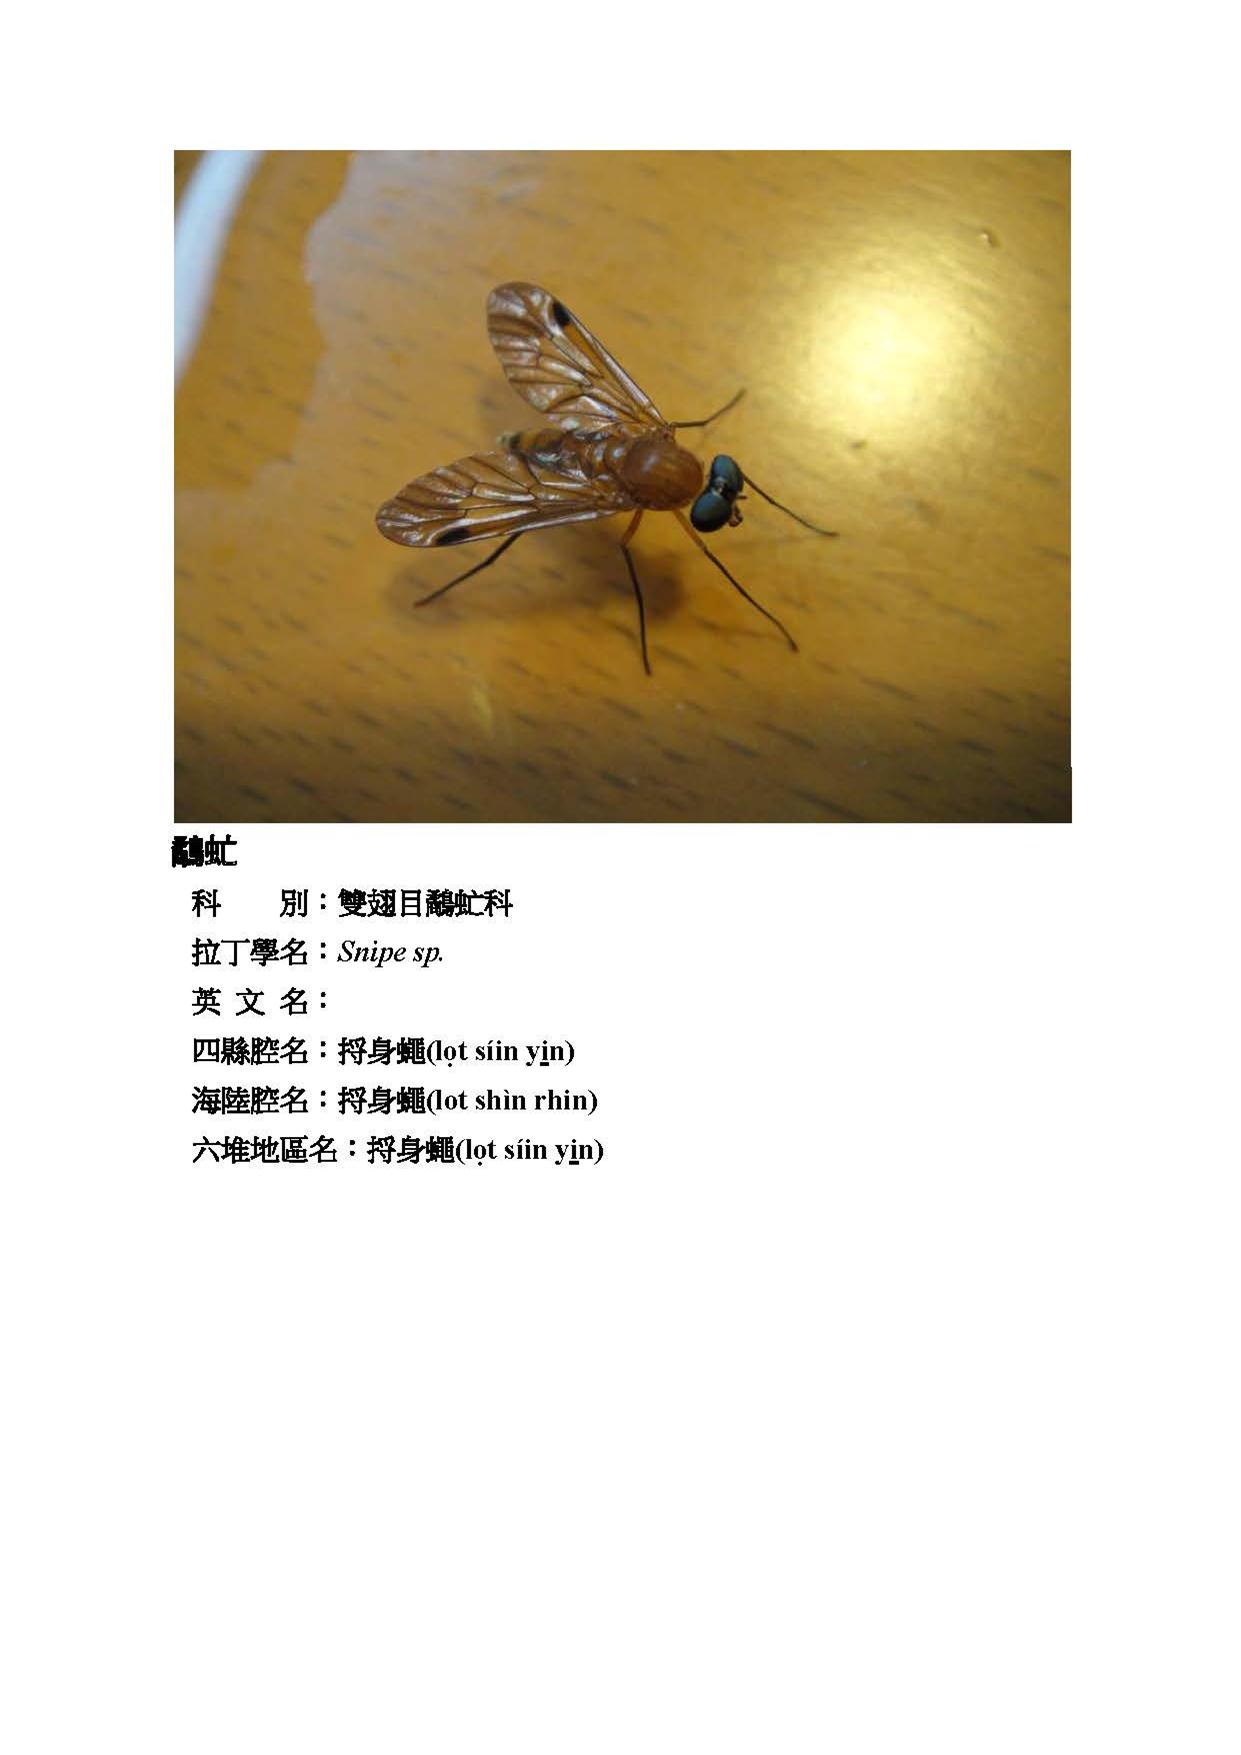 鷸虻
科　　別：雙翅目鷸虻科
拉丁學名：Snipe sp.
英 文 名：
四縣腔名：捋身蠅(lọt síin yi̱n)
海陸腔名：捋身蠅(lot shìn rhin)
六堆地區名：捋身蠅(lọt síin yi̱n)